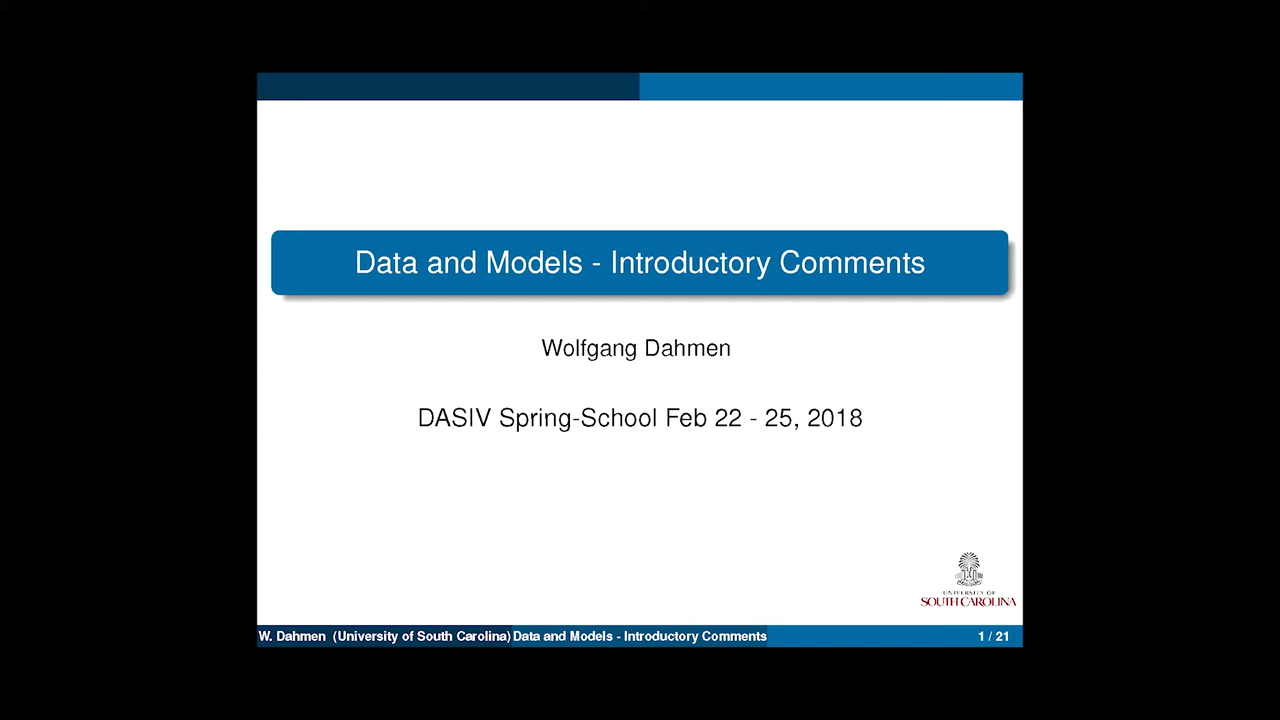 Data and Models - Introductory Comments
Wolfgang Dahmen
DASIV Spring-School Feb 22 - 25, 2018
UNIVERSITY OF
SOUTH CAROLINA
W. Dahmen (University of South Carolina) Data and Models - Introductory Comments 1 / 21